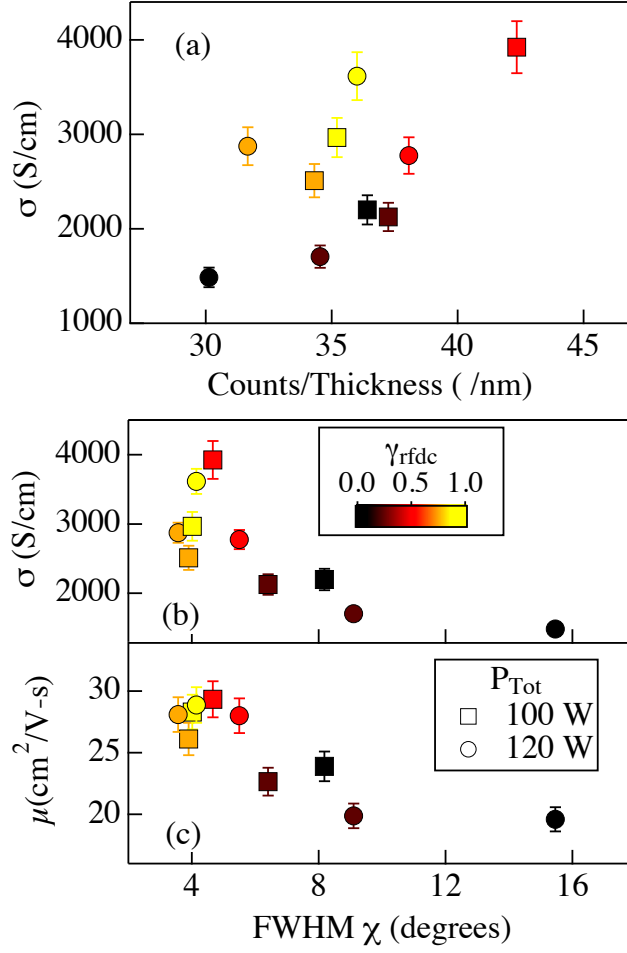 (a)
4000
3000
2000
1000
σ (S/cm)
30 35 40 45
Counts/Thickness ( /nm)
4000
3000
2000
σ (S/cm)
γrfdc
0.0 0.5 1.0
(b)
30
25
20
μ(cm²/V-s)
PTot
100 W
120 W
(c)
4 8 12 16
FWHM χ (degrees)